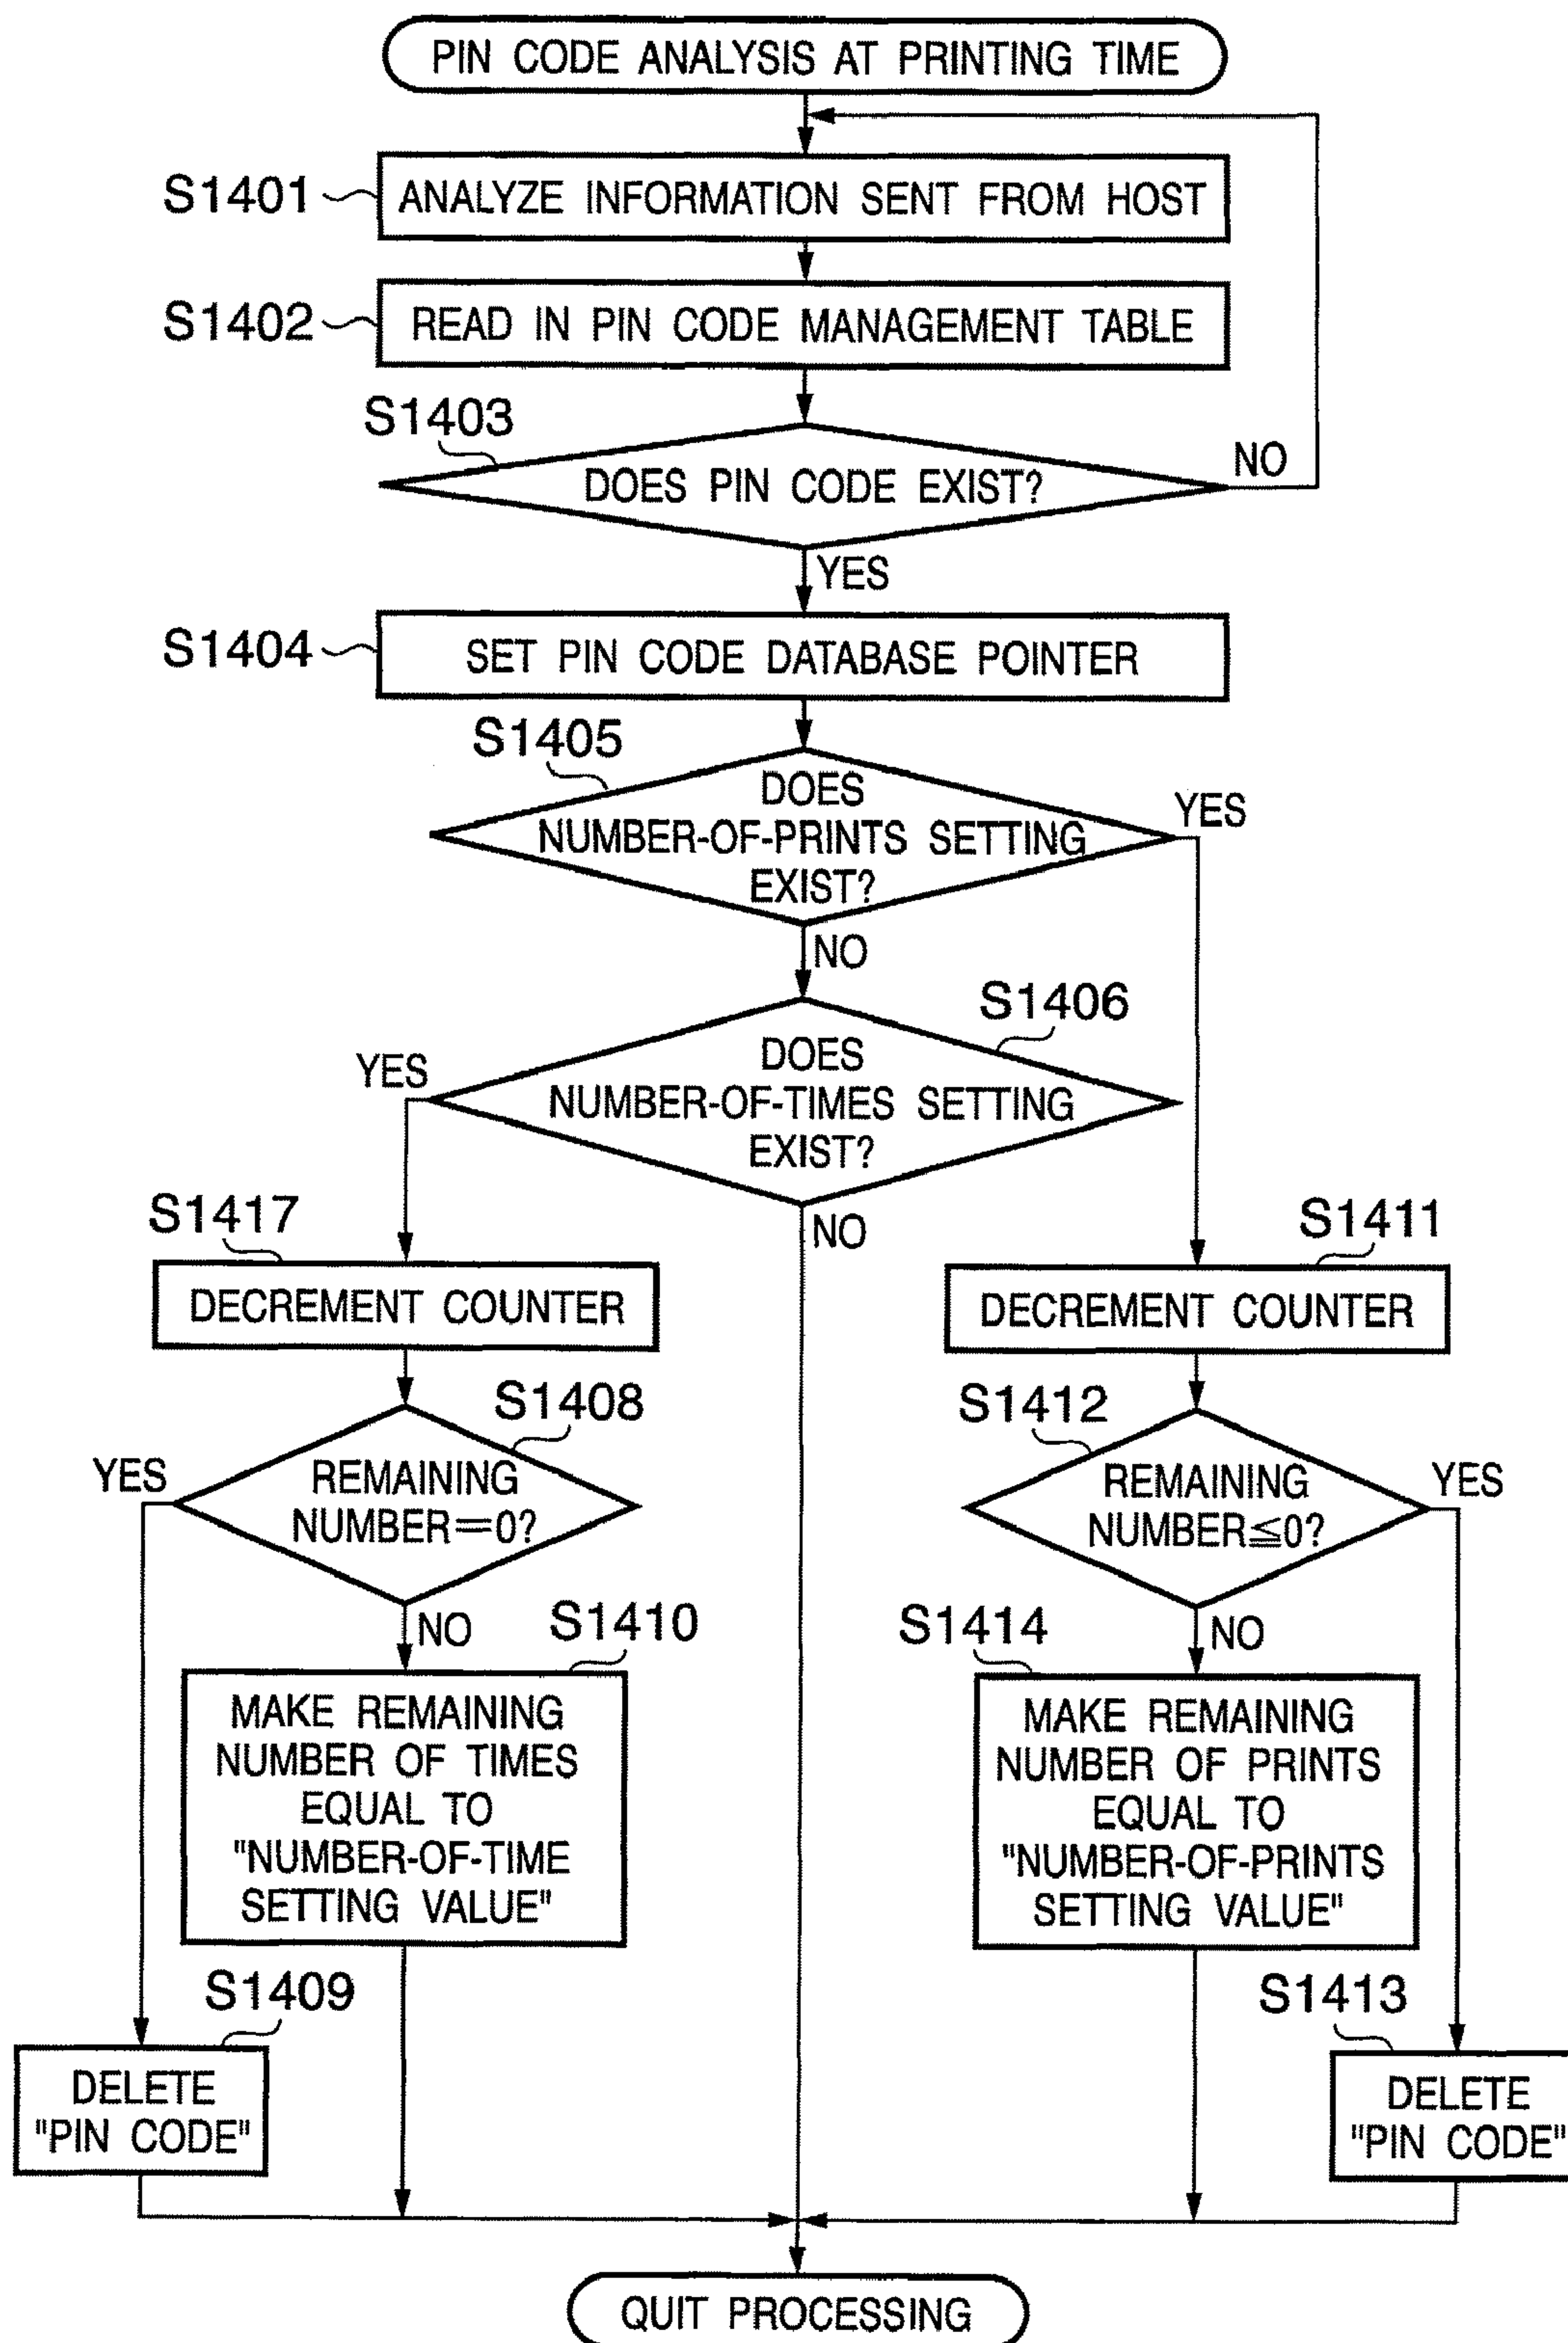 PIN CODE ANALYSIS AT PRINTING TIME
S1401
ANALYZE INFORMATION SENT FROM HOST
S1402
READ IN PIN CODE MANAGEMENT TABLE
S1403
DOES PIN CODE EXIST?
NO
YES
S1404
SET PIN CODE DATABASE POINTER
S1405
DOES
NUMBER-OF-PRINTS SETTING
EXIST?
YES
NO
S1406
DOES
NUMBER-OF-TIMES SETTING
EXIST?
YES
NO
S1417
DECREMENT COUNTER
S1411
DECREMENT COUNTER
S1408
REMAINING
NUMBER=0?
YES
NO
S1412
REMAINING
NUMBER≦0?
YES
NO
S1410
MAKE REMAINING
NUMBER OF TIMES
EQUAL TO
"NUMBER-OF-TIME
SETTING VALUE"
S1414
MAKE REMAINING
NUMBER OF PRINTS
EQUAL TO
"NUMBER-OF-PRINTS
SETTING VALUE"
S1409
DELETE
"PIN CODE"
S1413
DELETE
"PIN CODE"
QUIT PROCESSING